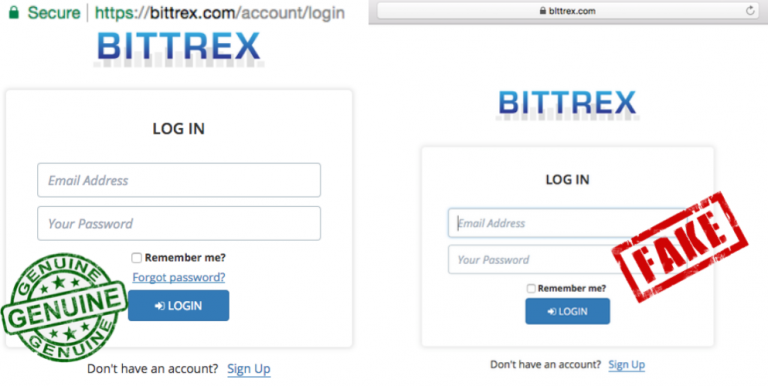 Secure | https://bittrex.com/account/login
BITTREX
LOG IN
Email Address
Your Password
Remember me?
Forgot password?
LOGIN
Don't have an account? Sign Up
GENUINE
GENUINE
GENUINE
bittrex.com
BITTREX
LOG IN
Email Address
Your Password
Remember me?
LOGIN
Don't have an account? Sign Up
FAKE